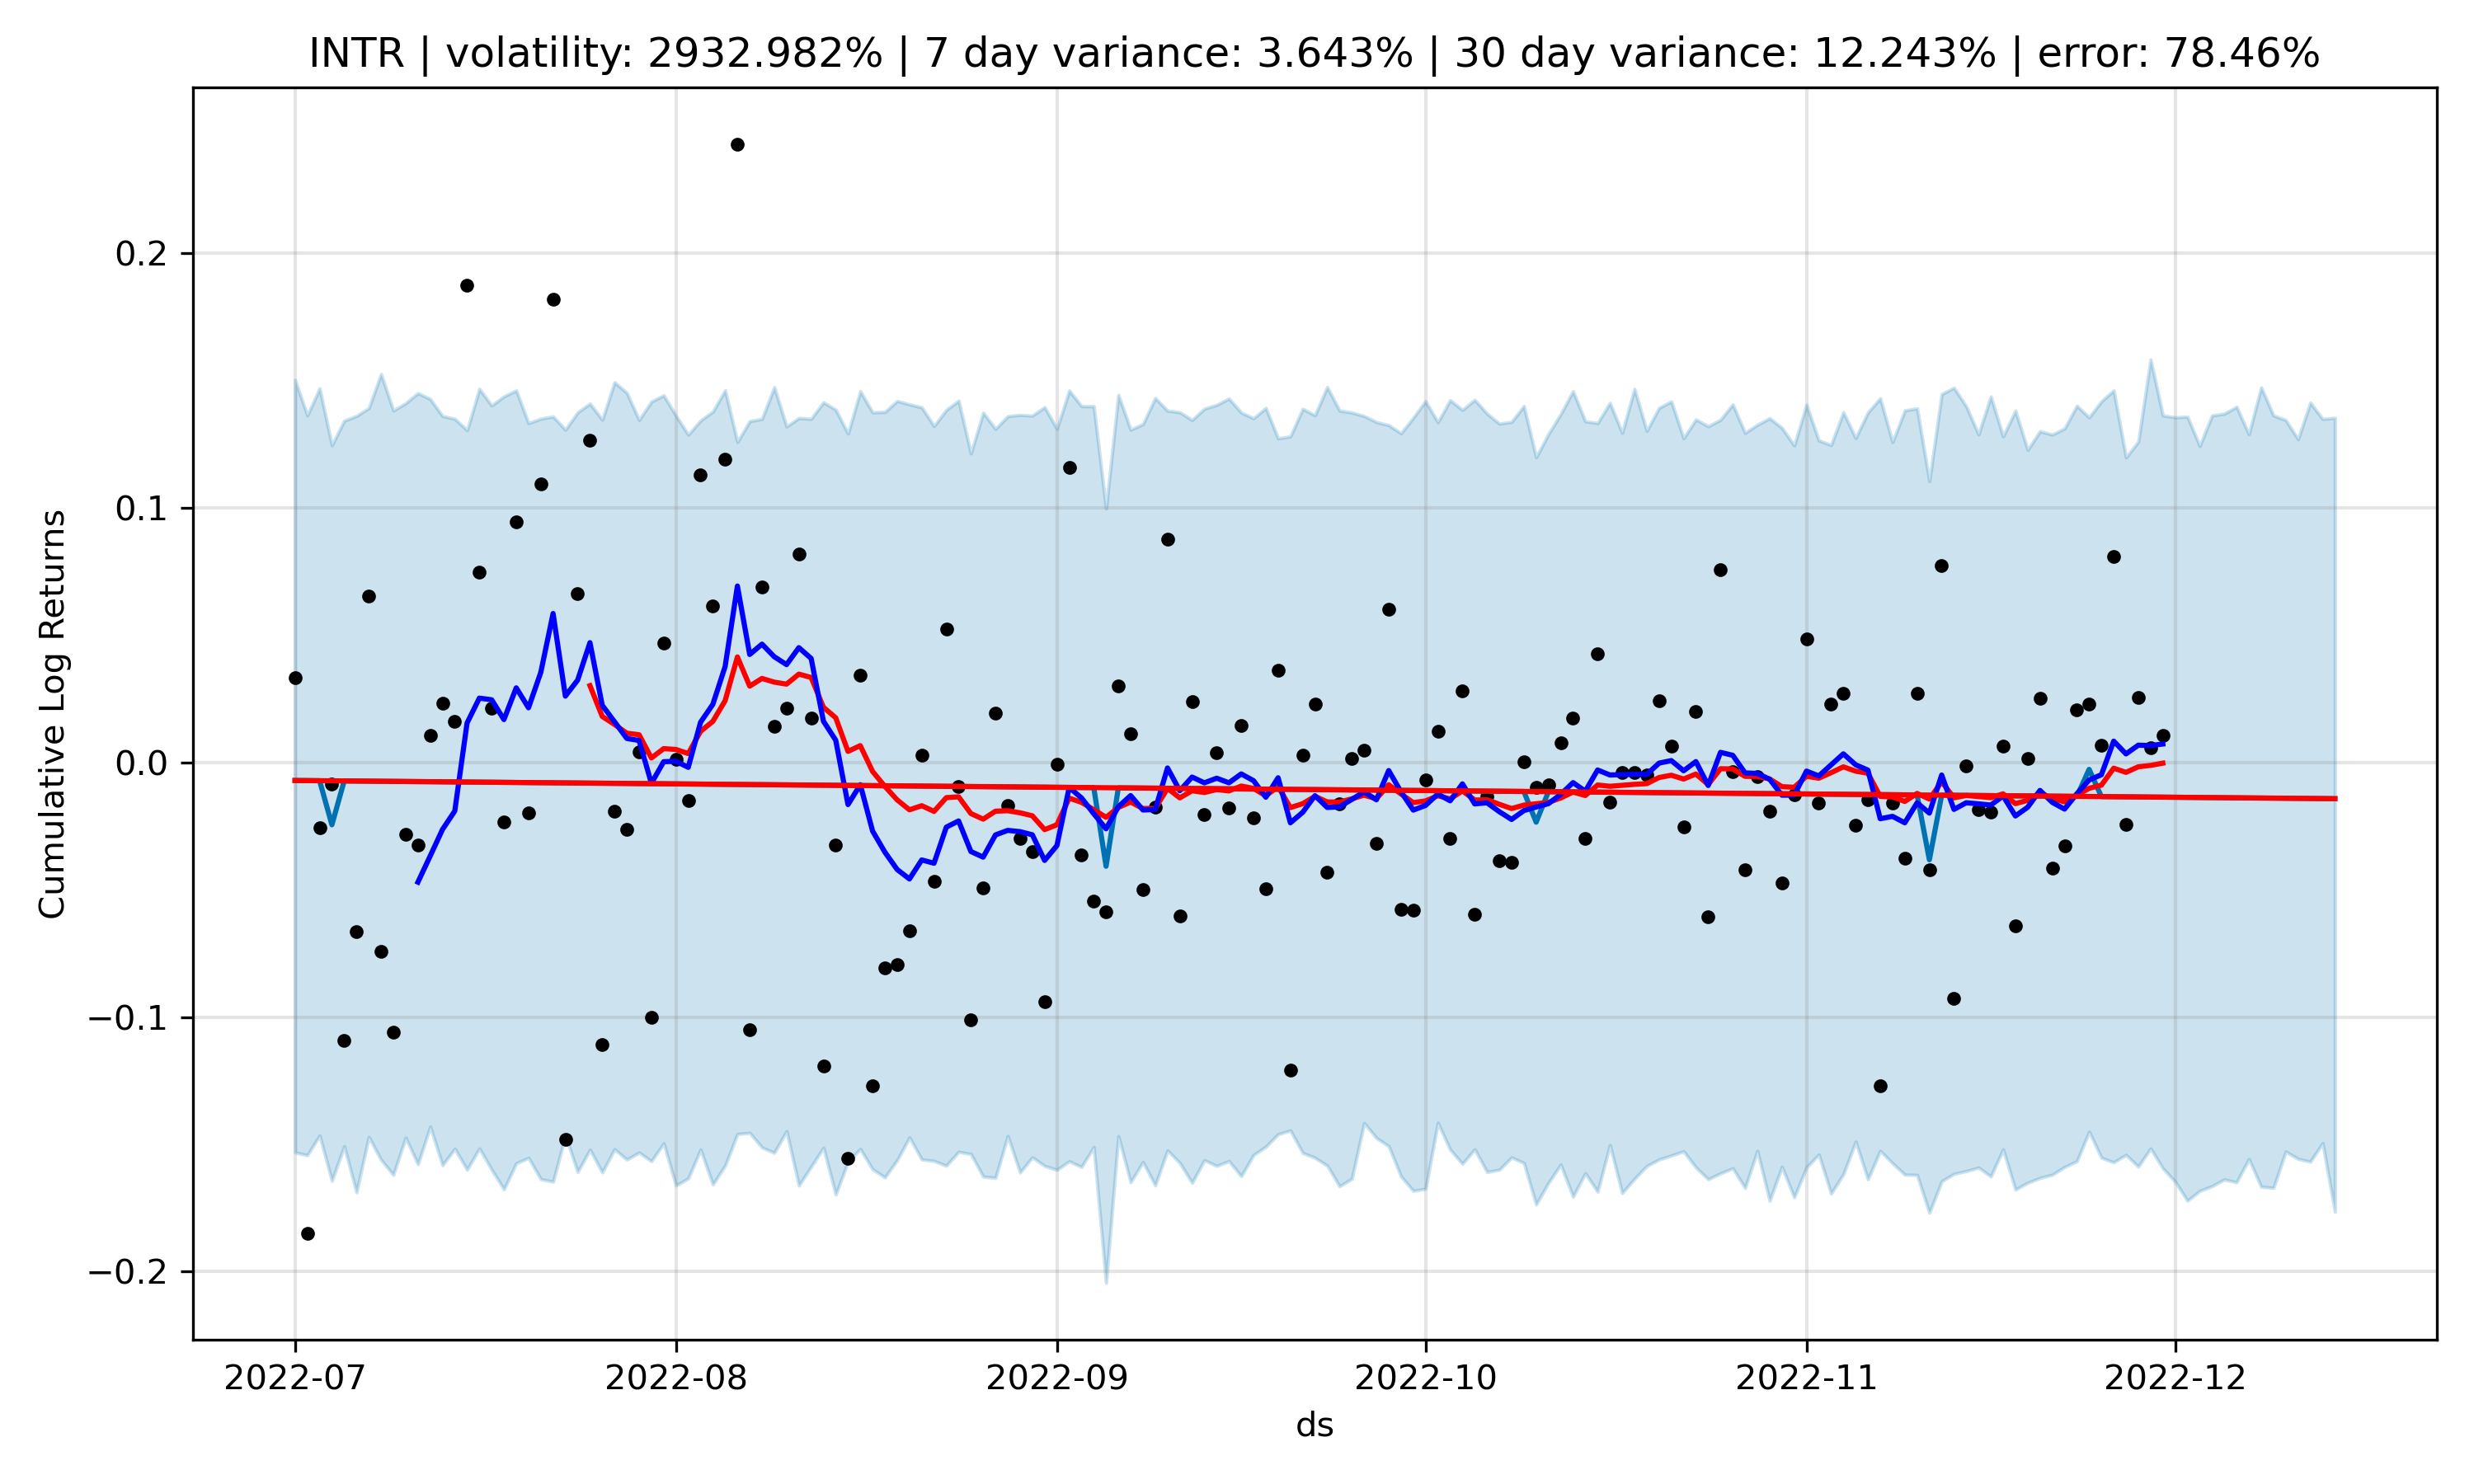 INTR | volatility: 2932.982% | 7 day variance: 3.643% | 30 day variance: 12.243% | error: 78.46%
Cumulative Log Returns
0.2
0.1
0.0
−0.1
−0.2
2022-07 2022-08 2022-09 2022-10 2022-11 2022-12
ds